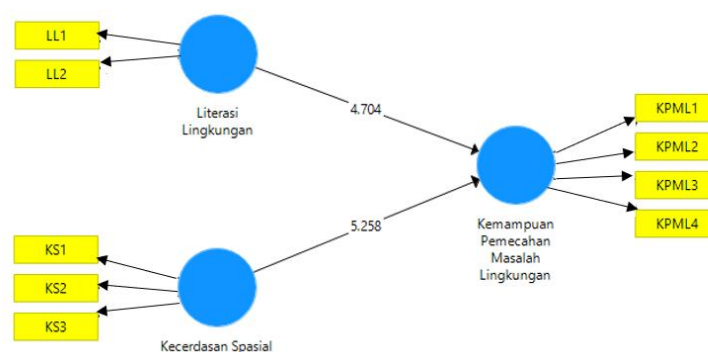 LL1
LL2
Literasi
Lingkungan
4.704
KPML1
KPML2
KPML3
KPML4
Kemampuan
Pemecahan
Masalah
Lingkungan
5.258
KS1
KS2
KS3
Kecerdasan Spasial